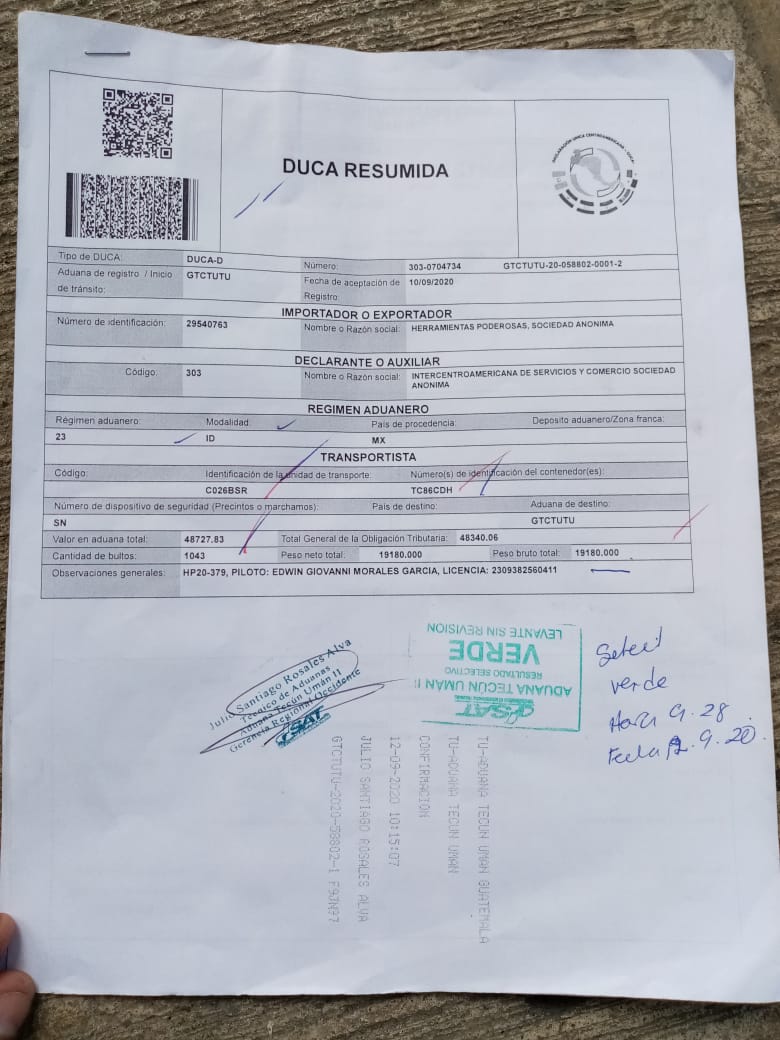 DECLARACIÓN ÚNICA CENTROAMERICANA - DUCA
DUCA RESUMIDA
Tipo de DUCA: DUCA-D Número: 303-0704734 GTCTUTU-20-058802-0001-2
Aduana de registro / Inicio de tránsito: GTCTUTU Fecha de aceptación de Registro: 10/09/2020
IMPORTADOR O EXPORTADOR
Número de identificación: 29540763 Nombre o Razón social: HERRAMIENTAS PODEROSAS, SOCIEDAD ANONIMA
DECLARANTE O AUXILIAR
Código: 303 Nombre o Razón social: INTERCENTROAMERICANA DE SERVICIOS Y COMERCIO SOCIEDAD
ANONIMA
REGIMEN ADUANERO
Régimen aduanero: Modalidad: País de procedencia: Deposito aduanero/Zona franca:
23 ID MX
TRANSPORTISTA
Código: Identificación de la unidad de transporte: Número(s) de identificación del contenedor(es):
C026BSR TC86CDH
Número de dispositivo de seguridad (Precintos o marchamos): País de destino: Aduana de destino:
SN GTCTUTU
Valor en aduana total: 48727.83 Total General de la Obligación Tributaria: 48340.06
Cantidad de bultos: 1043 Peso neto total: 19180.000 Peso bruto total: 19180.000
Observaciones generales: HP20-379, PILOTO: EDWIN GIOVANNI MORALES GARCIA, LICENCIA: 2309382560411
Julio Santiago Rosales Alva
Técnico de Aduanas
Aduana Tecún Umán II
Gerencia Regional Occidente
SAT
SAT
ADUANA TECÚN UMÁN II
RESULTADO SELECTIVO
VERDE
LEVANTE SIN REVISION
verde
Hora 9.28
Fecha 12.9.20.
TU-ADUANA TECUN UMAN GUATEMALA
TU-ADUANA TECUN UMAN
CONFIRMACION
12-09-2020 10:15:07
JULIO SANTIAGO ROSALES ALVA
GTCTUTU-2020-58802-1